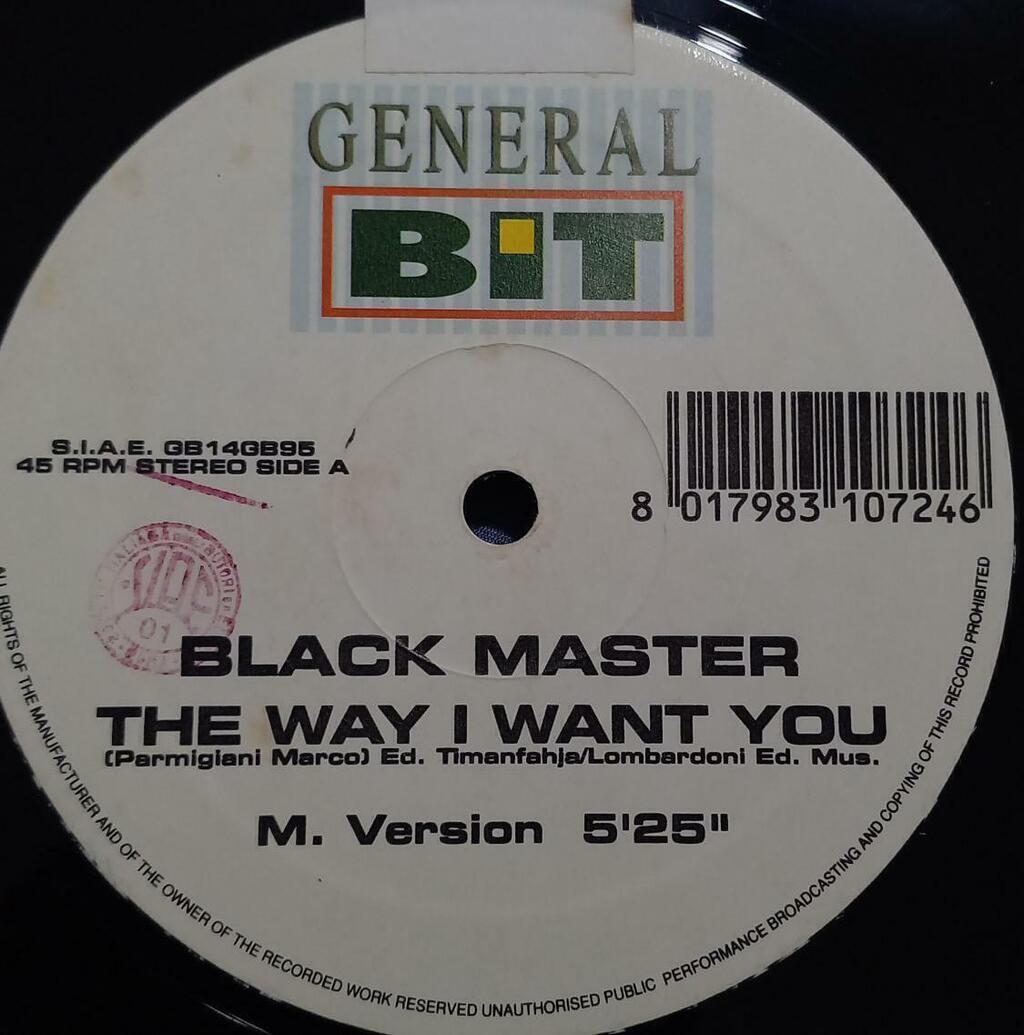 GENERAL
BIT
S.I.A.E. GB14GB95
45 RPM STEREO SIDE A
8 017983 107246
01
BLACK MASTER
THE WAY I WANT YOU
(Parmigiani Marco) Ed. Timanfahja/Lombardoni Ed. Mus.
M. Version 5'25"
ALL RIGHTS OF THE MANUFACTURER AND OF THE OWNER OF THE RECORDED WORK RESERVED UNAUTHORISED PUBLIC PERFORMANCE BROADCASTING AND COPYING OF THIS RECORD PROHIBITED